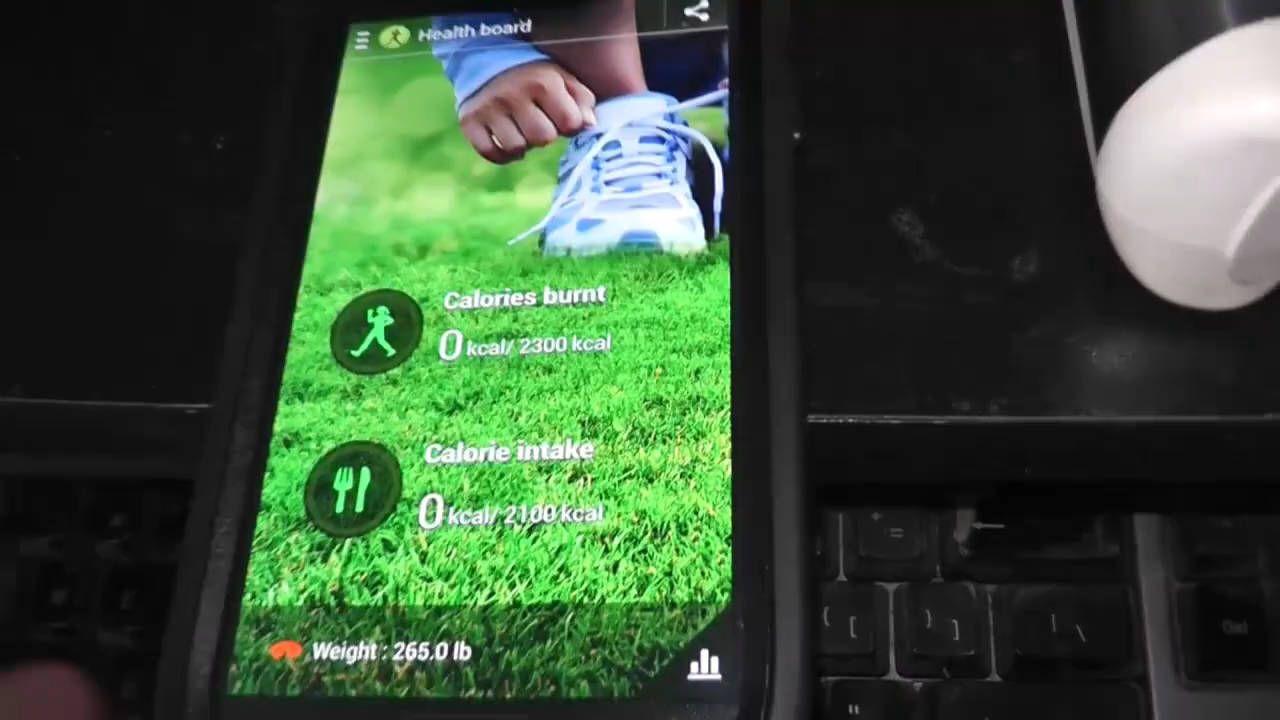 Health board
Calories burnt
0 kcal/ 2300 kcal
Calorie intake
0 kcal/ 2100 kcal
Weight : 265.0 lb
+
=
{
[
}
]
|
\
"